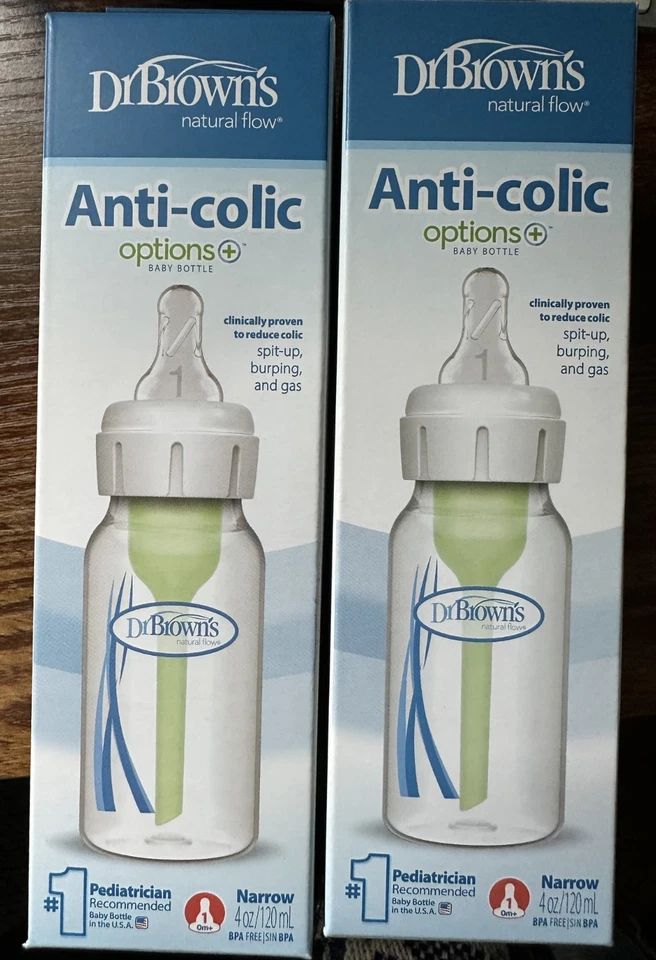 DrBrown's
natural flow®
Anti-colic
options+™
BABY BOTTLE
clinically proven
to reduce colic
spit-up,
burping,
and gas
1
DrBrown's
natural flow®
#1 Pediatrician
Recommended
Baby Bottle
in the U.S.A.
1
0m+
Narrow
4 oz/120 mL
BPA FREE|SIN BPA
DrBrown's
natural flow®
Anti-colic
options+™
BABY BOTTLE
clinically proven
to reduce colic
spit-up,
burping,
and gas
1
DrBrown's
natural flow®
#1 Pediatrician
Recommended
Baby Bottle
in the U.S.A.
1
0m+
Narrow
4 oz/120 mL
BPA FREE|SIN BPA